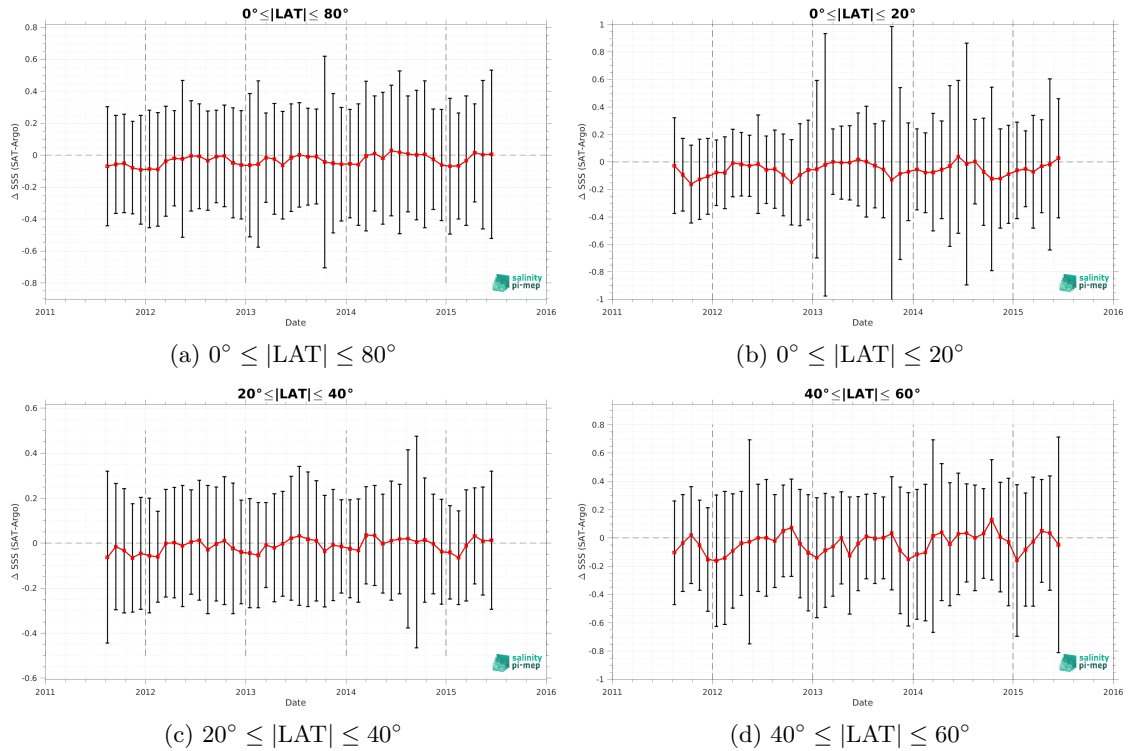 0°≤|LAT|≤ 80°
0.8
0.6
0.4
0.2
0
-0.2
-0.4
-0.6
-0.8
Δ SSS (SAT-Argo)
salinity
pi-mep
2011 2012 2013 2014 2015 2016
Date
(a) 0° ≤ |LAT| ≤ 80°
0°≤|LAT|≤ 20°
1
0.8
0.6
0.4
0.2
0
-0.2
-0.4
-0.6
-0.8
-1
Δ SSS (SAT-Argo)
salinity
pi-mep
2011 2012 2013 2014 2015 2016
Date
(b) 0° ≤ |LAT| ≤ 20°
20°≤|LAT|≤ 40°
0.6
0.4
0.2
0
-0.2
-0.4
-0.6
Δ SSS (SAT-Argo)
salinity
pi-mep
2011 2012 2013 2014 2015 2016
Date
(c) 20° ≤ |LAT| ≤ 40°
40°≤|LAT|≤ 60°
0.8
0.6
0.4
0.2
0
-0.2
-0.4
-0.6
-0.8
-1
Δ SSS (SAT-Argo)
salinity
pi-mep
2011 2012 2013 2014 2015 2016
Date
(d) 40° ≤ |LAT| ≤ 60°